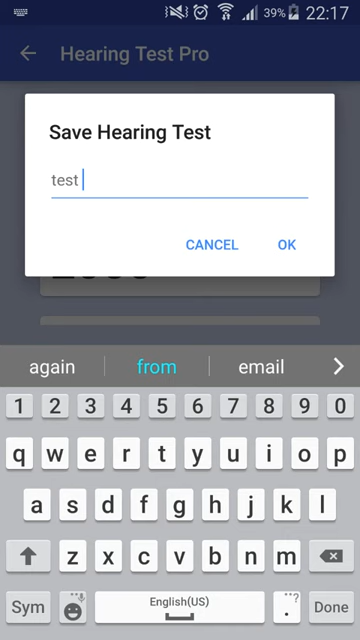 39% 22:17
Hearing Test Pro
Save Hearing Test
test
CANCEL OK
again from email
1 2 3 4 5 6 7 8 9 0
q w e r t y u i o p
a s d f g h j k l
z x c v b n m
Sym English(US) . Done